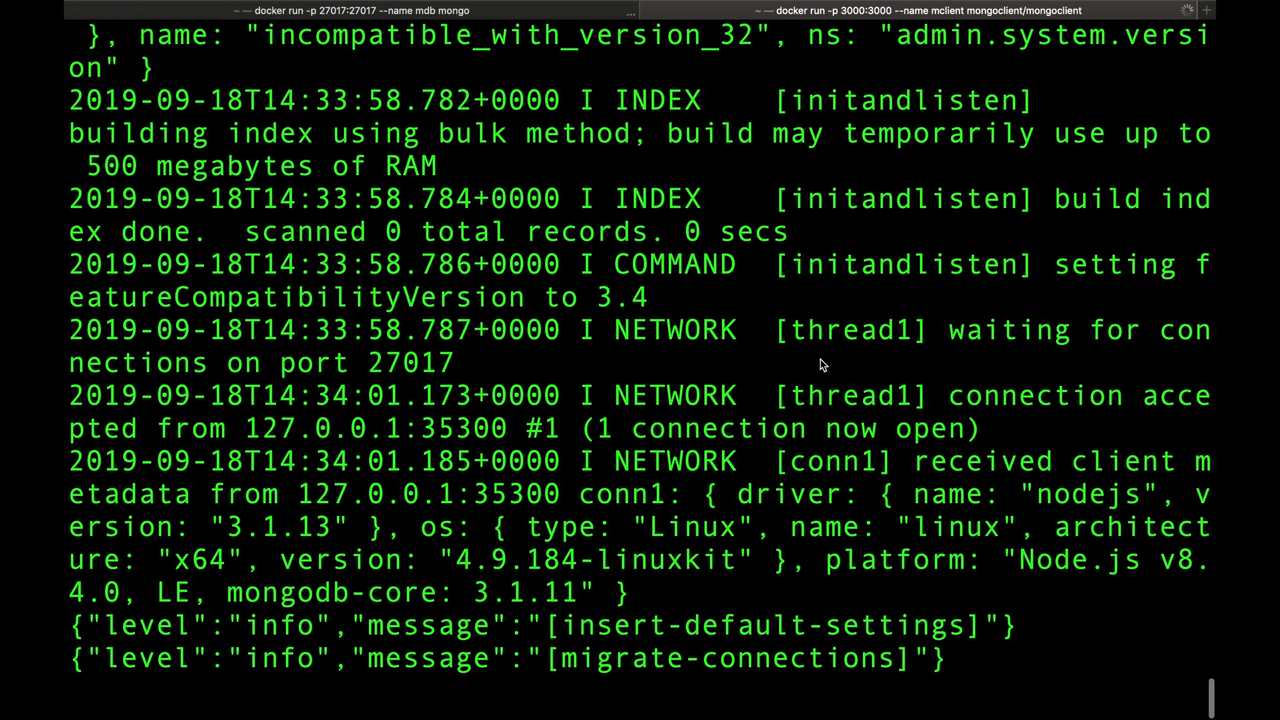 ~ — docker run -p 27017:27017 --name mdb mongo
... ~ — docker run -p 3000:3000 --name mclient mongoclient/mongoclient +
 }, name: "incompatible_with_version_32", ns: "admin.system.versi
on" }
2019-09-18T14:33:58.782+0000 I INDEX    [initandlisten]
building index using bulk method; build may temporarily use up to
 500 megabytes of RAM
2019-09-18T14:33:58.784+0000 I INDEX    [initandlisten] build ind
ex done.  scanned 0 total records. 0 secs
2019-09-18T14:33:58.786+0000 I COMMAND  [initandlisten] setting f
eatureCompatibilityVersion to 3.4
2019-09-18T14:33:58.787+0000 I NETWORK  [thread1] waiting for con
nections on port 27017
2019-09-18T14:34:01.173+0000 I NETWORK  [thread1] connection acce
pted from 127.0.0.1:35300 #1 (1 connection now open)
2019-09-18T14:34:01.185+0000 I NETWORK  [conn1] received client m
etadata from 127.0.0.1:35300 conn1: { driver: { name: "nodejs", v
ersion: "3.1.13" }, os: { type: "Linux", name: "linux", architect
ure: "x64", version: "4.9.184-linuxkit" }, platform: "Node.js v8.
4.0, LE, mongodb-core: 3.1.11" }
{"level":"info","message":"[insert-default-settings]"}
{"level":"info","message":"[migrate-connections]"}